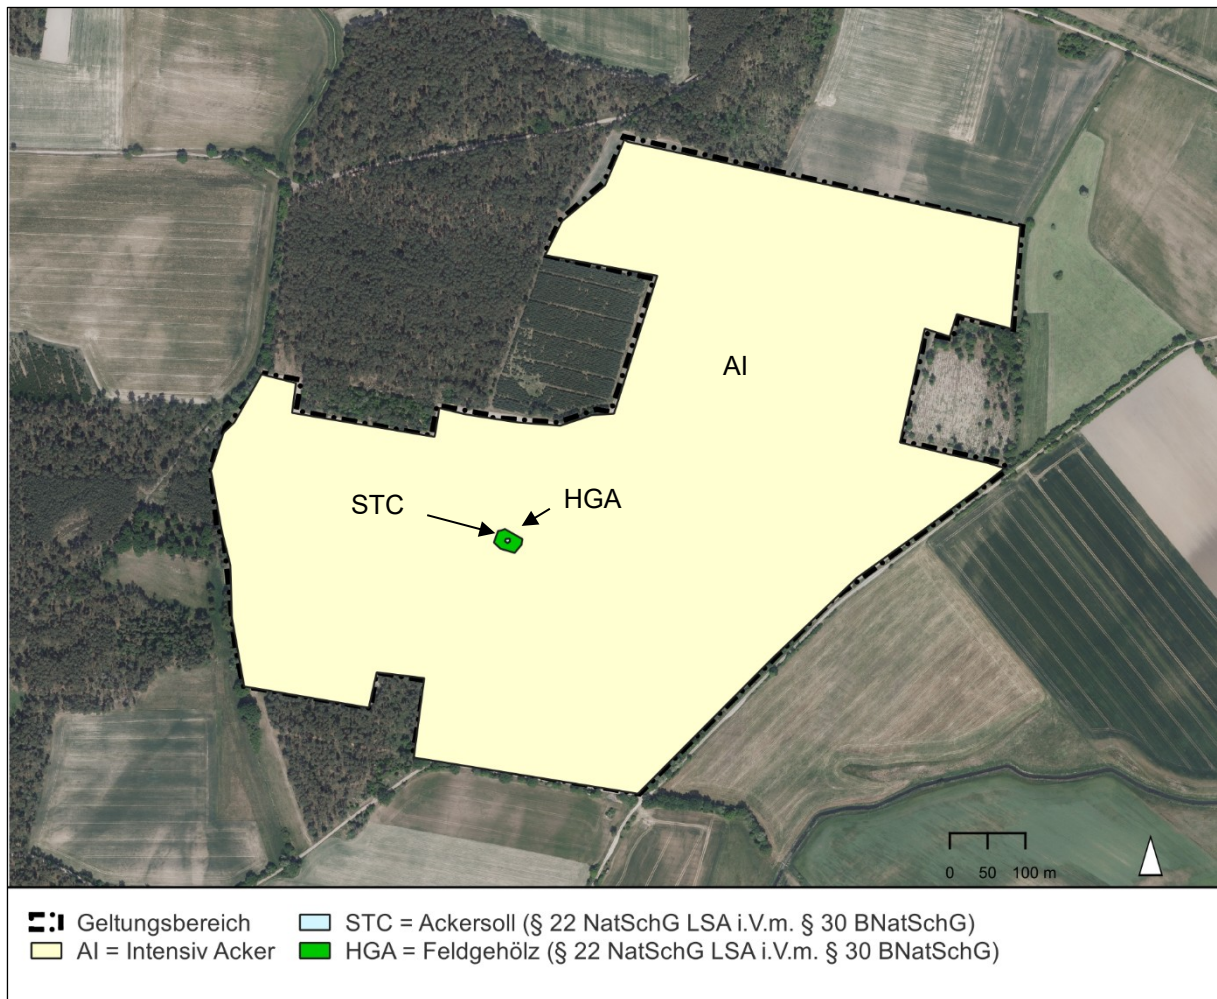 AI
STC
HGA
0 50 100 m
Geltungsbereich
STC = Ackersoll (§ 22 NatSchG LSA i.V.m. § 30 BNatSchG)
AI = Intensiv Acker
HGA = Feldgehölz (§ 22 NatSchG LSA i.V.m. § 30 BNatSchG)